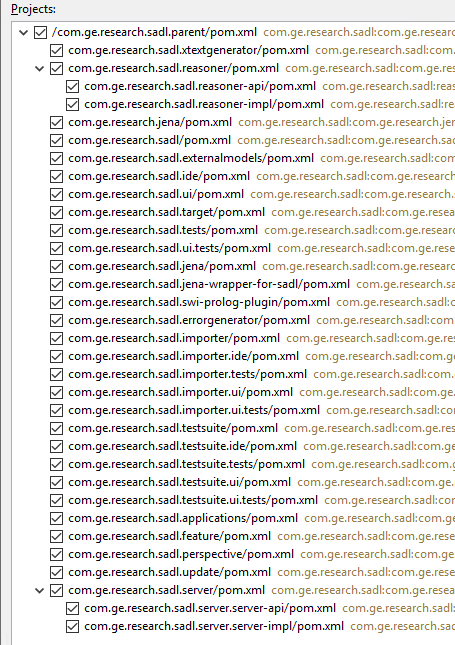 Projects:
/com.ge.research.sadl.parent/pom.xml com.ge.research.sadl:com.ge.research
com.ge.research.sadl.xtextgenerator/pom.xml com.ge.research.sadl:com.ge
com.ge.research.sadl.reasoner/pom.xml com.ge.research.sadl:com.ge.resea
com.ge.research.sadl.reasoner-api/pom.xml com.ge.research.sadl:reas
com.ge.research.sadl.reasoner-impl/pom.xml com.ge.research.sadl:rea
com.ge.research.jena/pom.xml com.ge.research.sadl:com.ge.research.jen
com.ge.research.sadl/pom.xml com.ge.research.sadl:com.ge.research.sadl
com.ge.research.sadl.externalmodels/pom.xml com.ge.research.sadl:com.
com.ge.research.sadl.ide/pom.xml com.ge.research.sadl:com.ge.research.
com.ge.research.sadl.ui/pom.xml com.ge.research.sadl:com.ge.research.s
com.ge.research.sadl.target/pom.xml com.ge.research.sadl:com.ge.resea
com.ge.research.sadl.tests/pom.xml com.ge.research.sadl:com.ge.researc
com.ge.research.sadl.ui.tests/pom.xml com.ge.research.sadl:com.ge.rese
com.ge.research.sadl.jena/pom.xml com.ge.research.sadl:com.ge.researc
com.ge.research.sadl.jena-wrapper-for-sadl/pom.xml com.ge.research.sa
com.ge.research.sadl.swi-prolog-plugin/pom.xml com.ge.research.sadl:c
com.ge.research.sadl.errorgenerator/pom.xml com.ge.research.sadl:com.
com.ge.research.sadl.importer/pom.xml com.ge.research.sadl:com.ge.res
com.ge.research.sadl.importer.ide/pom.xml com.ge.research.sadl:com.ge
com.ge.research.sadl.importer.tests/pom.xml com.ge.research.sadl:com.
com.ge.research.sadl.importer.ui/pom.xml com.ge.research.sadl:com.ge.
com.ge.research.sadl.importer.ui.tests/pom.xml com.ge.research.sadl:co
com.ge.research.sadl.testsuite/pom.xml com.ge.research.sadl:com.ge.res
com.ge.research.sadl.testsuite.ide/pom.xml com.ge.research.sadl:com.ge
com.ge.research.sadl.testsuite.tests/pom.xml com.ge.research.sadl:com.
com.ge.research.sadl.testsuite.ui/pom.xml com.ge.research.sadl:com.ge.
com.ge.research.sadl.xtestsuite.ui.tests/pom.xml com.ge.research.sadl:co
com.ge.research.sadl.applications/pom.xml com.ge.research.sadl:com.ge
com.ge.research.sadl.feature/pom.xml com.ge.research.sadl:com.ge.rese
com.ge.research.sadl.perspective/pom.xml com.ge.research.sadl:com.ge.
com.ge.research.sadl.update/pom.xml com.ge.research.sadl:com.ge.rese
com.ge.research.sadl.server/pom.xml com.ge.research.sadl:com.ge.resear
com.ge.research.sadl.server.server-api/pom.xml com.ge.research.sadl:
com.ge.research.sadl.server.server-impl/pom.xml com.ge.research.sadl